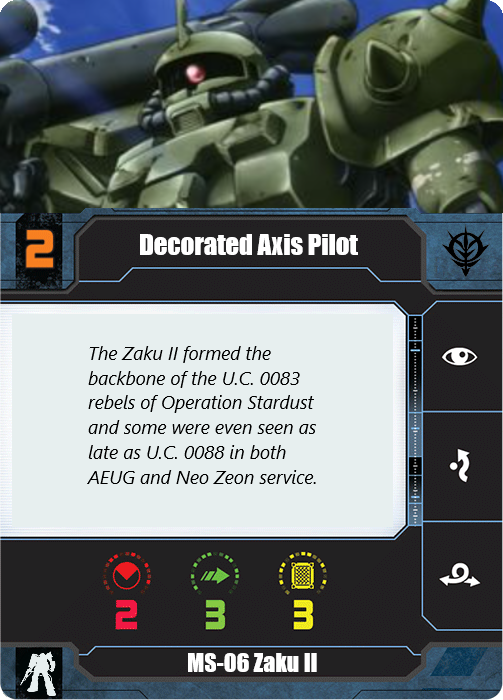 2
Decorated Axis Pilot
The Zaku II formed the
backbone of the U.C. 0083
rebels of Operation Stardust
and some were even seen as
late as U.C. 0088 in both
AEUG and Neo Zeon service.
2 3 3
MS-06 Zaku II